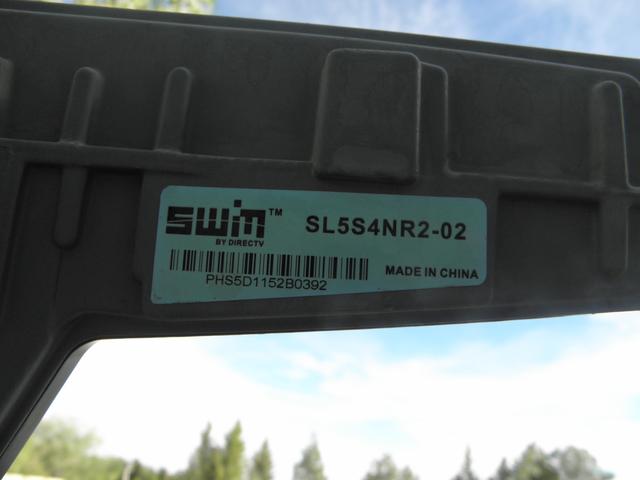 SWiM™ SL5S4NR2-02
BY DIRECTV
PHS5D1152B0392 MADE IN CHINA